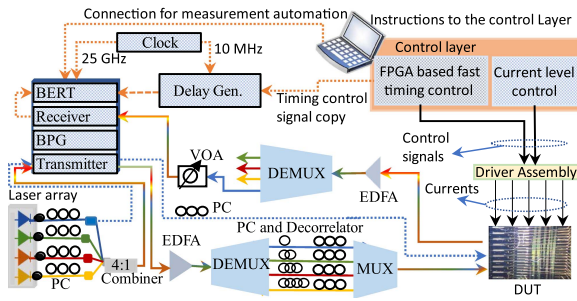 Connection for measurement automation
Instructions to the control Layer
Clock
25 GHz
10 MHz
Control layer
FPGA based fast
timing control
Current level
control
BERT
Receiver
BPG
Transmitter
Delay Gen.
Timing control
signal copy
Control
signals
Driver Assembly
Currents
VOA
DEMUX
EDFA
PC
Laser array
PC
4:1
Combiner
EDFA
PC and Decorrelator
DEMUX
MUX
DUT